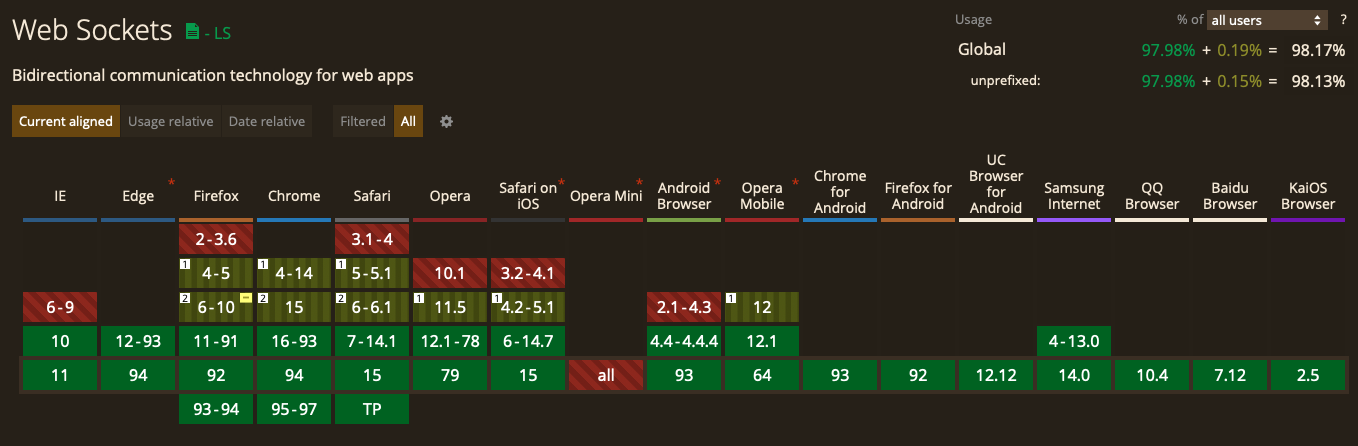 Web Sockets - LS
Usage % of all users ?
Global 97.98% + 0.19% = 98.17%
unprefixed: 97.98% + 0.15% = 98.13%
Bidirectional communication technology for web apps
Current aligned Usage relative Date relative Filtered All
IE
Edge *
Firefox
Chrome
Safari
Opera
Safari on *
iOS
Opera Mini *
Android *
Browser
Opera *
Mobile
Chrome
for
Android
Firefox for
Android
UC
Browser
for
Android
Samsung
Internet
QQ
Browser
Baidu
Browser
KaiOS
Browser
2-3.6 3.1-4
1 4-5 1 4-14 1 5-5.1 10.1 3.2-4.1
6-9 2 6-10 2 15 2 6-6.1 1 11.5 1 4.2-5.1 2.1-4.3 1 12
10 12-93 11-91 16-93 7-14.1 12.1-78 6-14.7 4.4-4.4.4 12.1 4-13.0
11 94 92 94 15 79 15 all 93 64 93 92 12.12 14.0 10.4 7.12 2.5
93-94 95-97 TP